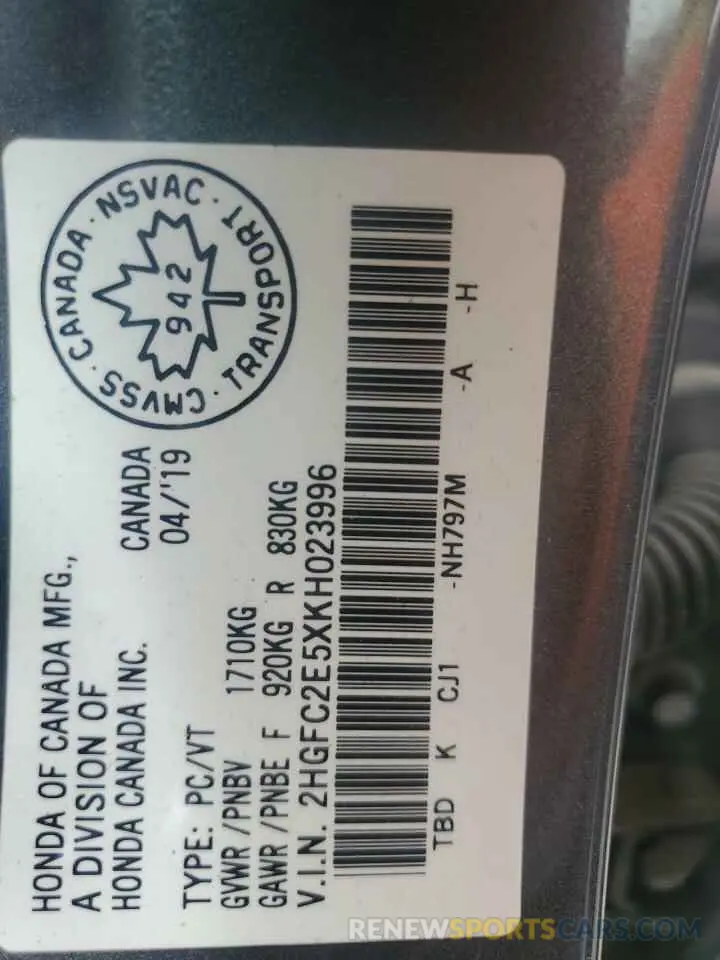 HONDA OF CANADA MFG.,
A DIVISION OF
HONDA CANADA INC.
CANADA
04/'19
CANADA · NSVAC · TRANSPORT · CMVSS ·
942
TYPE: PC/VT
GVWR /PNBV 1710KG
GAWR /PNBE F 920KG R 830KG
V.I.N. 2HGFC2E5XKH023996
TBD K CJ1 -NH797M -A -H
RENEWSPORTSCARS.COM